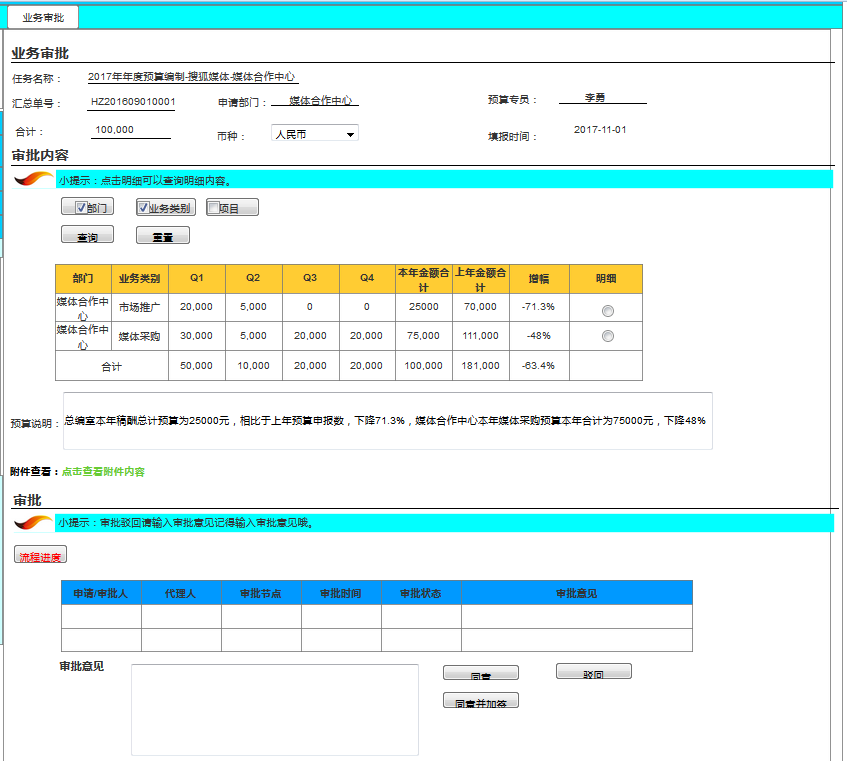 业务审批
业务审批
任务名称： 2017年年度预算编制-搜狐媒体-媒体合作中心
汇总单号： HZ201609010001 申请部门： 媒体合作中心 预算专员： 李勇
合计： 100,000 币种： 人民币 填报时间： 2017-11-01
审批内容
小提示：点击明细可以查询明细内容。
部门 业务类别 项目
查询 重置
部门 业务类别 Q1 Q2 Q3 Q4 本年金额合计 上年金额合计 增幅 明细
媒体合作中心 市场推广 20,000 5,000 0 0 25000 70,000 -71.3%
媒体合作中心 媒体采购 30,000 5,000 20,000 20,000 75,000 111,000 -48%
合计 50,000 10,000 20,000 20,000 100,000 181,000 -63.4%
预算说明： 总编室本年稿酬总计预算为25000元，相比于上年预算申报数，下降71.3%，媒体合作中心本年媒体采购预算本年合计为75000元，下降48%
附件查看：点击查看附件内容
审批
小提示：审批驳回请输入审批意见记得输入审批意见哦。
流程进度
申请/审批人 代理人 审批节点 审批时间 审批状态 审批意见
审批意见 同意 驳回
同意并加签